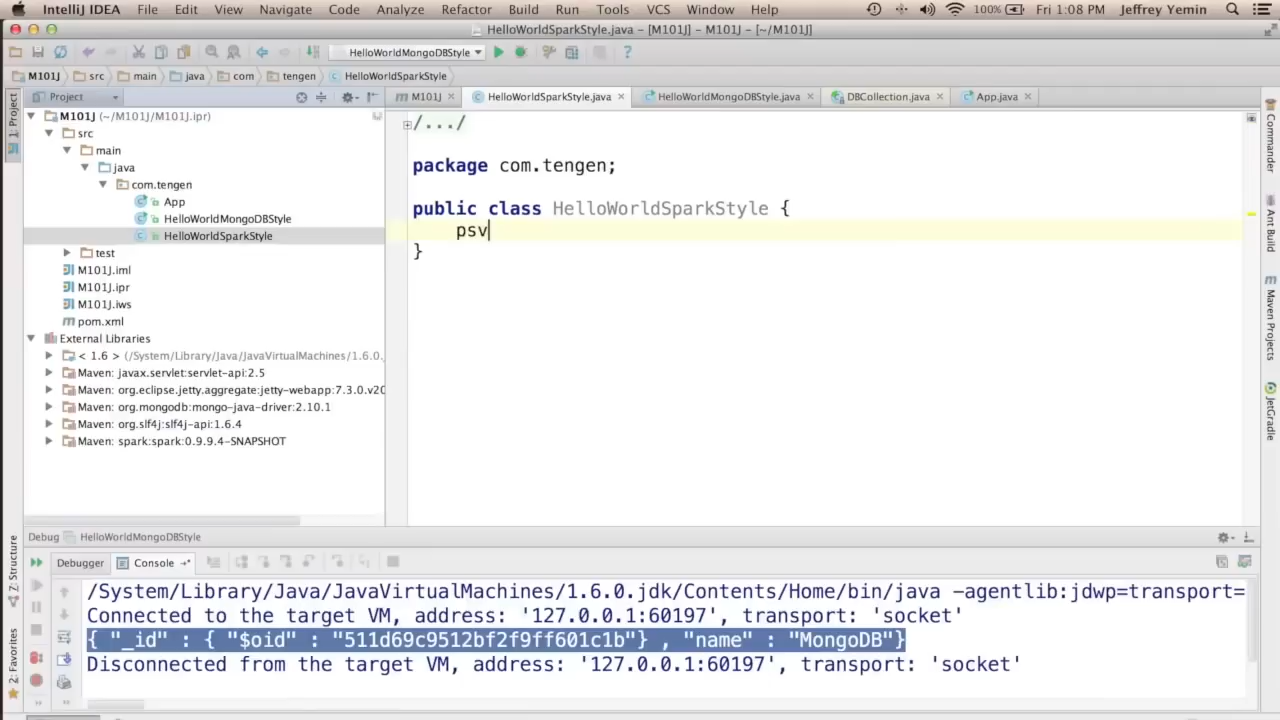 IntelliJ IDEA File Edit View Navigate Code Analyze Refactor Build Run Tools VCS Window Help 100% Fri 1:08 PM Jeffrey Yemin
HelloWorldSparkStyle.java - [M101J] - M101J - [~/M101J]
HelloWorldMongoDBStyle
M101J src main java com tengen HelloWorldSparkStyle
Project
M101J HelloWorldSparkStyle.java HelloWorldMongoDBStyle.java DBCollection.java App.java
1: Project
M101J (~/M101J/M101J.ipr)
src
main
java
com.tengen
App
HelloWorldMongoDBStyle
HelloWorldSparkStyle
test
M101J.iml
M101J.ipr
M101J.iws
pom.xml
External Libraries
< 1.6 > (/System/Library/Java/JavaVirtualMachines/1.6.0.
Maven: javax.servlet:servlet-api:2.5
Maven: org.eclipse.jetty.aggregate:jetty-webapp:7.3.0.v20
Maven: org.mongodb:mongo-java-driver:2.10.1
Maven: org.slf4j:slf4j-api:1.6.4
Maven: spark:spark:0.9.9.4-SNAPSHOT
/.../
package com.tengen;
public class HelloWorldSparkStyle {
psv
}
Commander
Ant Build
Maven Projects
JetGradle
Z: Structure
2: Favorites
Debug HelloWorldMongoDBStyle
Debugger Console
/System/Library/Java/JavaVirtualMachines/1.6.0.jdk/Contents/Home/bin/java -agentlib:jdwp=transport=
Connected to the target VM, address: '127.0.0.1:60197', transport: 'socket'
{ "_id" : { "$oid" : "511d69c9512bf2f9ff601c1b"} , "name" : "MongoDB"}
Disconnected from the target VM, address: '127.0.0.1:60197', transport: 'socket'